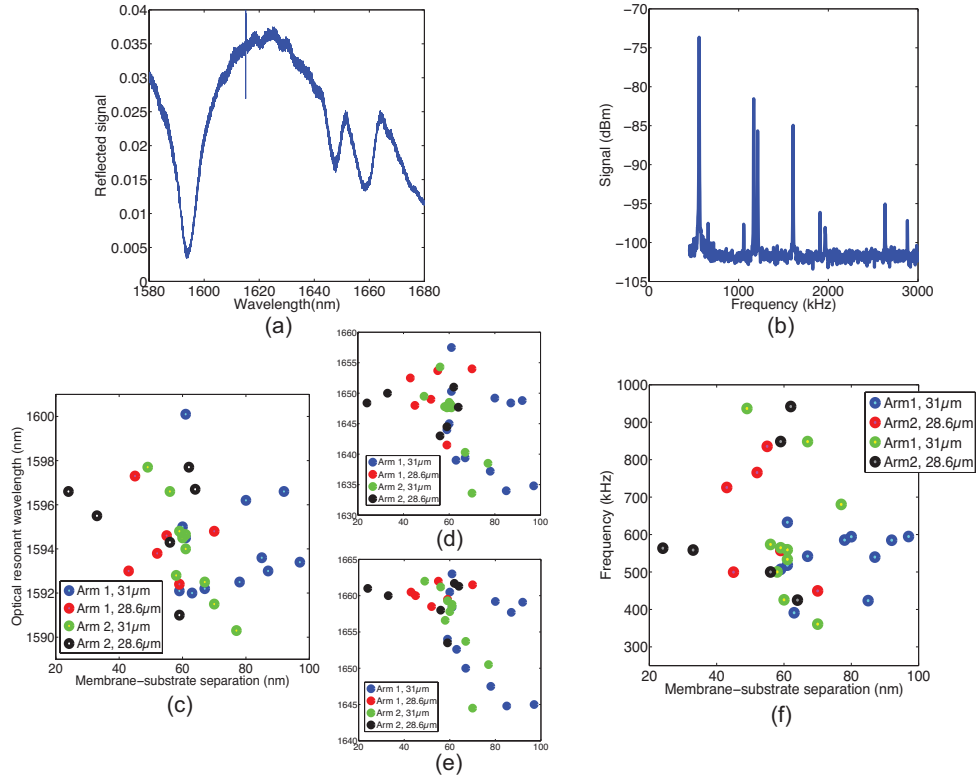 0.04
0.035
0.03
0.025
0.02
0.015
0.01
0.005
0
1580
1600
1620
1640
1660
1680
Reflected signal
Wavelength(nm)
(a)
−70
−75
−80
−85
−90
−95
−100
−105
0
1000
2000
3000
Signal (dBm)
Frequency (kHz)
(b)
1600
1598
1596
1594
1592
1590
20
40
60
80
100
Optical resonant wavelength (nm)
Membrane−substrate separation (nm)
Arm 1, 31µm
Arm 1, 28.6µm
Arm 2, 31µm
Arm 2, 28.6µm
(c)
1660
1655
1650
1645
1640
1635
1630
20
40
60
80
100
Arm 1, 31µm
Arm 1, 28.6µm
Arm 2, 31µm
Arm 2, 28.6µm
(d)
1665
1660
1655
1650
1645
1640
20
40
60
80
100
Arm 1, 31µm
Arm 1, 28.6µm
Arm 2, 31µm
Arm 2, 28.6µm
(e)
1000
900
800
700
600
500
400
300
20
40
60
80
100
Frequency (kHz)
Membrane−substrate separation (nm)
Arm1, 31µm
Arm2, 28.6µm
Arm1, 31µm
Arm2, 28.6µm
(f)